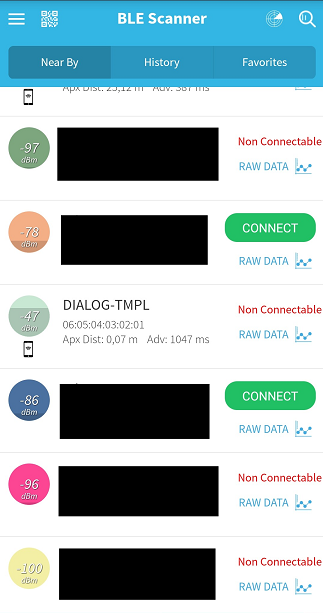 BLE Scanner
Near By History Favorites
Apx Dist: 25,12 m Adv: 387 ms
-97
dBm
Non Connectable
RAW DATA
-78
dBm
CONNECT
RAW DATA
-47
dBm
DIALOG-TMPL
06:05:04:03:02:01
Apx Dist: 0,07 m Adv: 1047 ms
Non Connectable
RAW DATA
-86
dBm
CONNECT
RAW DATA
-96
dBm
Non Connectable
RAW DATA
-100
dBm
Non Connectable
RAW DATA